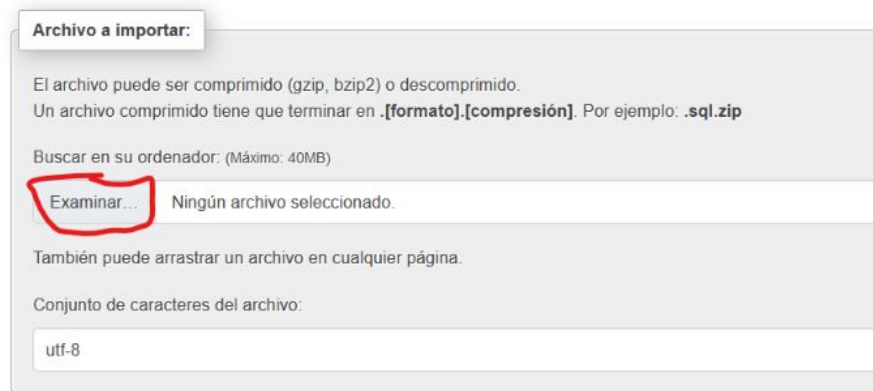 Archivo a importar:
El archivo puede ser comprimido (gzip, bzip2) o descomprimido.
Un archivo comprimido tiene que terminar en .[formato].[compresión]. Por ejemplo: .sql.zip
Buscar en su ordenador: (Máximo: 40MB)
Examinar... Ningún archivo seleccionado.
También puede arrastrar un archivo en cualquier página.
Conjunto de caracteres del archivo:
utf-8